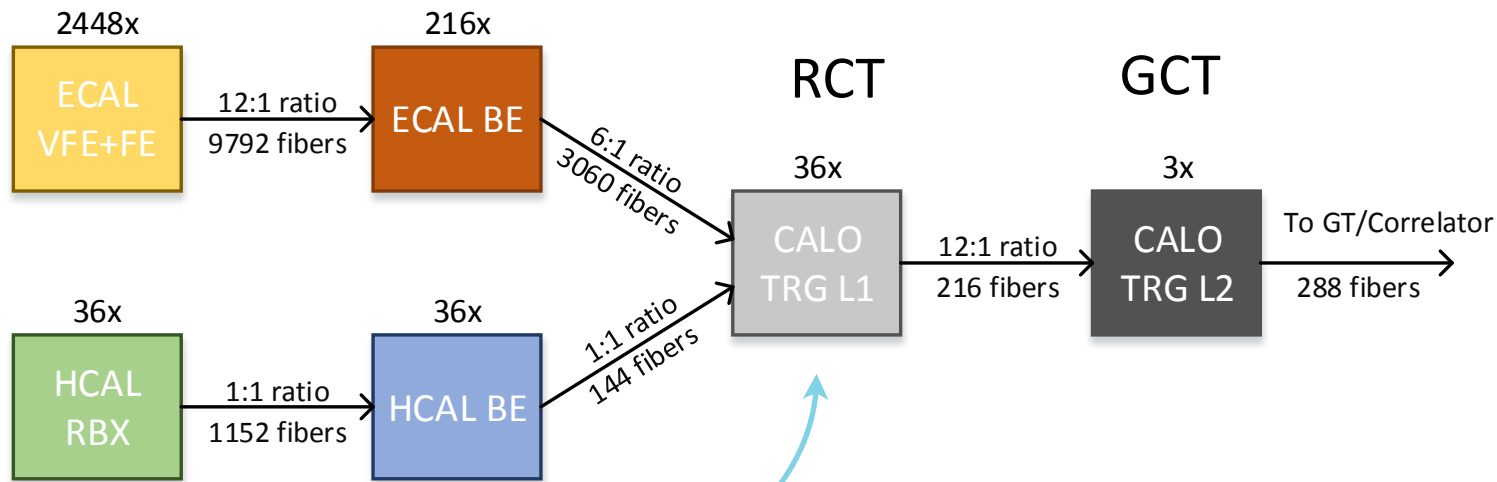 2448x
ECAL
VFE+FE
12:1 ratio
9792 fibers
216x
ECAL BE
6:1 ratio
3060 fibers
36x
HCAL
RBX
1:1 ratio
1152 fibers
36x
HCAL BE
1:1 ratio
144 fibers
RCT
36x
CALO
TRG L1
12:1 ratio
216 fibers
GCT
3x
CALO
TRG L2
To GT/Correlator
288 fibers